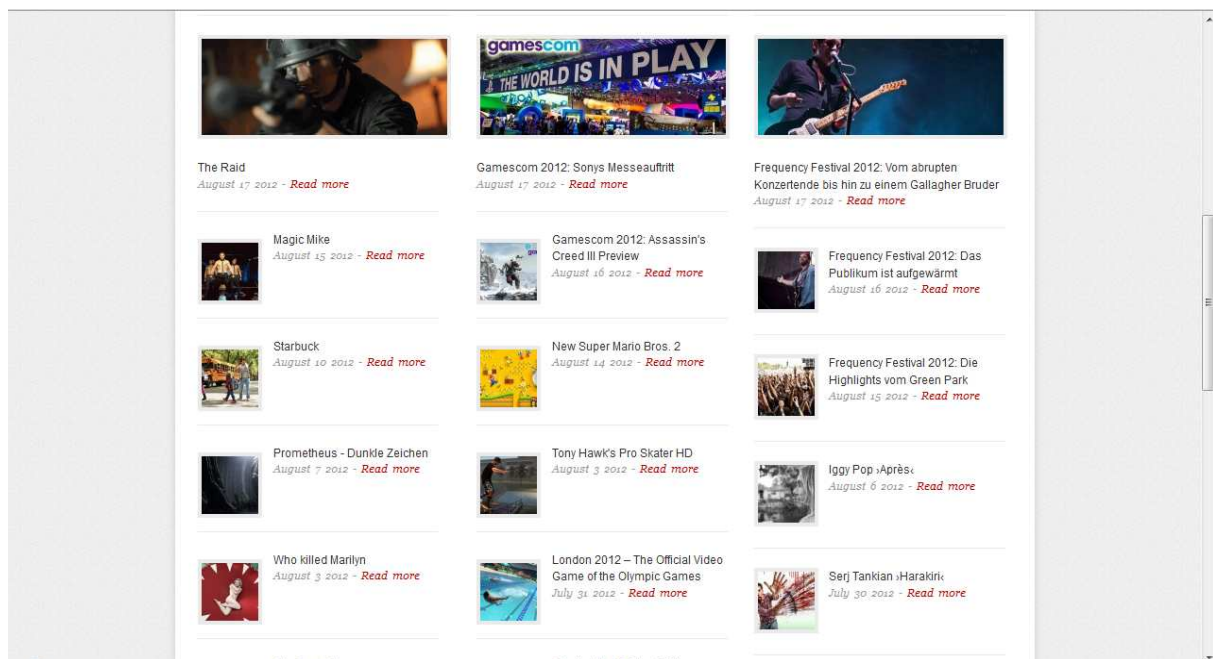 gamescom
THE WORLD IS IN PLAY
The Raid
August 17 2012 - Read more
Magic Mike
August 15 2012 - Read more
Starbuck
August 10 2012 - Read more
Prometheus - Dunkle Zeichen
August 7 2012 - Read more
Who killed Marilyn
August 3 2012 - Read more
Gamescom 2012: Sonys Messeauftritt
August 17 2012 - Read more
Gamescom 2012: Assassin's
Creed III Preview
August 16 2012 - Read more
New Super Mario Bros. 2
August 14 2012 - Read more
Tony Hawk's Pro Skater HD
August 3 2012 - Read more
London 2012 – The Official Video
Game of the Olympic Games
July 31 2012 - Read more
Frequency Festival 2012: Vom abrupten
Konzertende bis hin zu einem Gallagher Bruder
August 17 2012 - Read more
Frequency Festival 2012: Das
Publikum ist aufgewärmt
August 16 2012 - Read more
Frequency Festival 2012: Die
Highlights vom Green Park
August 15 2012 - Read more
Iggy Pop ›Après‹
August 6 2012 - Read more
Serj Tankian ›Harakiri‹
July 30 2012 - Read more